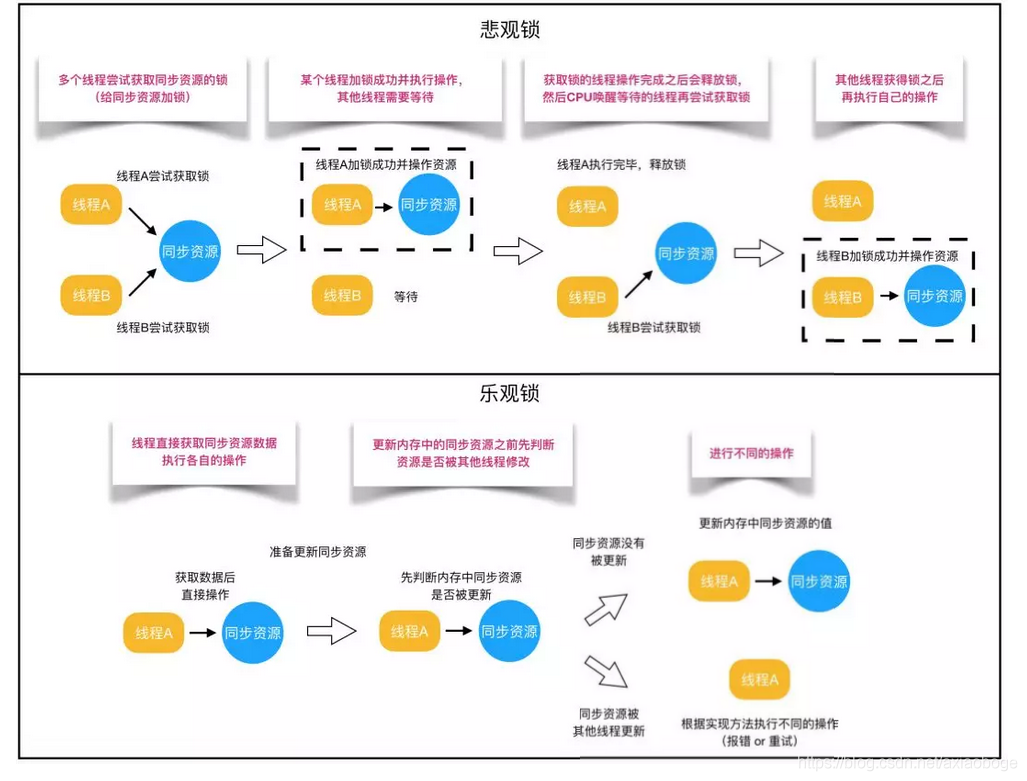 悲观锁
多个线程尝试获取同步资源的锁
（给同步资源加锁）
某个线程加锁成功并执行操作，
其他线程需要等待
获取锁的线程操作完成之后会释放锁，
然后CPU唤醒等待的线程再尝试获取锁
其他线程获得锁之后
再执行自己的操作
线程A尝试获取锁
线程A
同步资源
线程B
线程B尝试获取锁
线程A加锁成功并操作资源
线程A
同步资源
线程B
等待
线程A执行完毕，释放锁
线程A
同步资源
线程B
线程B尝试获取锁
线程A
线程B加锁成功并操作资源
线程B
同步资源
乐观锁
线程直接获取同步资源数据
执行各自的操作
更新内存中的同步资源之前先判断
资源是否被其他线程修改
进行不同的操作
获取数据后
直接操作
线程A
同步资源
准备更新同步资源
先判断内存中同步资源
是否被更新
线程A
同步资源
同步资源没有
被更新
更新内存中同步资源的值
线程A
同步资源
同步资源被
其他线程更新
线程A
根据实现方法执行不同的操作
（报错 or 重试）
https://blog.csdn.net/axiaoboge